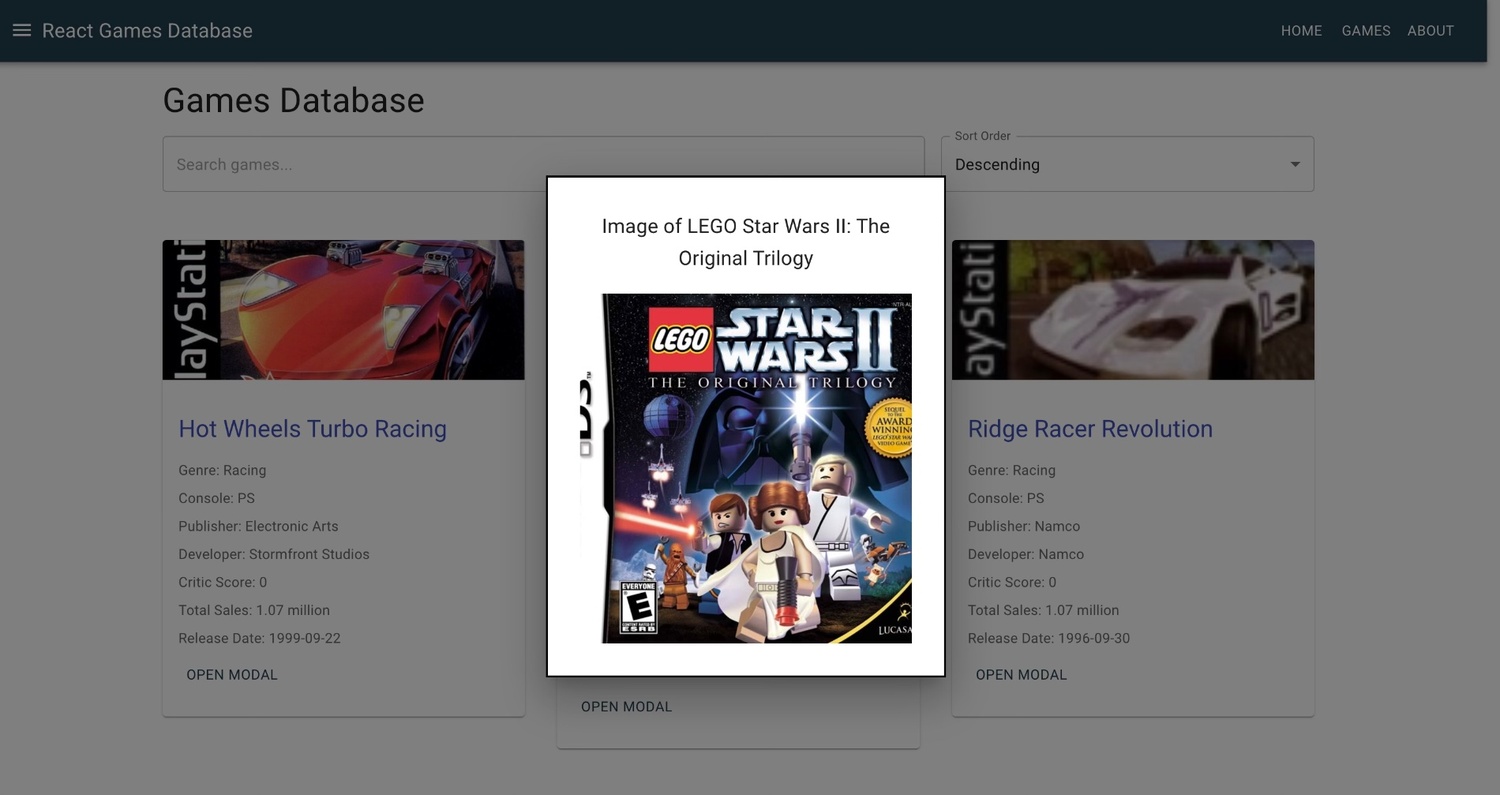 React Games Database
HOME GAMES ABOUT
Games Database
Sort Order
Search games...
Descending
layStati
Hot Wheels Turbo Racing
Genre: Racing
Console: PS
Publisher: Electronic Arts
Developer: Stormfront Studios
Critic Score: 0
Total Sales: 1.07 million
Release Date: 1999-09-22
OPEN MODAL
Image of LEGO Star Wars II: The
Original Trilogy
LEGO
STAR
WARS II
THE ORIGINAL TRILOGY
DS™
SEQUEL
TO THE
AWARD
WINNING
LEGO STAR WA
VIDEO GAME
EVERYONE
E
CONTENT RATED BY
ESRB
LUCASA
OPEN MODAL
ayStati
Ridge Racer Revolution
Genre: Racing
Console: PS
Publisher: Namco
Developer: Namco
Critic Score: 0
Total Sales: 1.07 million
Release Date: 1996-09-30
OPEN MODAL